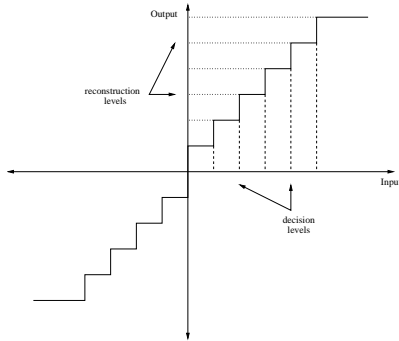 Output
reconstruction
levels
Inpu
decision
levels